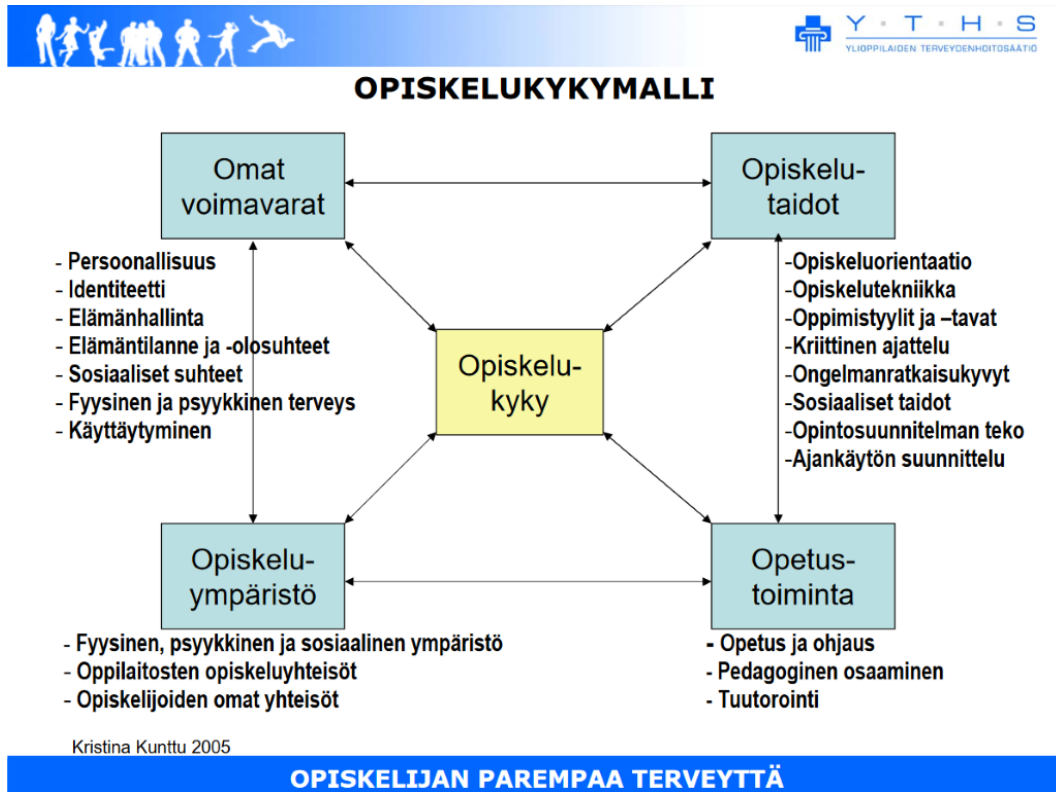 Y · T · H · S
YLIOPPILAIDEN TERVEYDENHOITOSÄÄTIÖ
OPISKELUKYKYMALLI
Omat
voimavarat
- Persoonallisuus
- Identiteetti
- Elämänhallinta
- Elämäntilanne ja -olosuhteet
- Sosiaaliset suhteet
- Fyysinen ja psyykkinen terveys
- Käyttäytyminen
Opiskelu-
taidot
-Opiskeluorientaatio
-Opiskelutekniikka
-Oppimistyylit ja –tavat
-Kriittinen ajattelu
-Ongelmanratkaisukyvyt
-Sosiaaliset taidot
-Opintosuunnitelman teko
-Ajankäytön suunnittelu
Opiskelu-
kyky
Opiskelu-
ympäristö
- Fyysinen, psyykkinen ja sosiaalinen ympäristö
- Oppilaitosten opiskeluyhteisöt
- Opiskelijoiden omat yhteisöt
Opetus-
toiminta
- Opetus ja ohjaus
- Pedagoginen osaaminen
- Tuutorointi
Kristina Kunttu 2005
OPISKELIJAN PAREMPAA TERVEYTTÄ